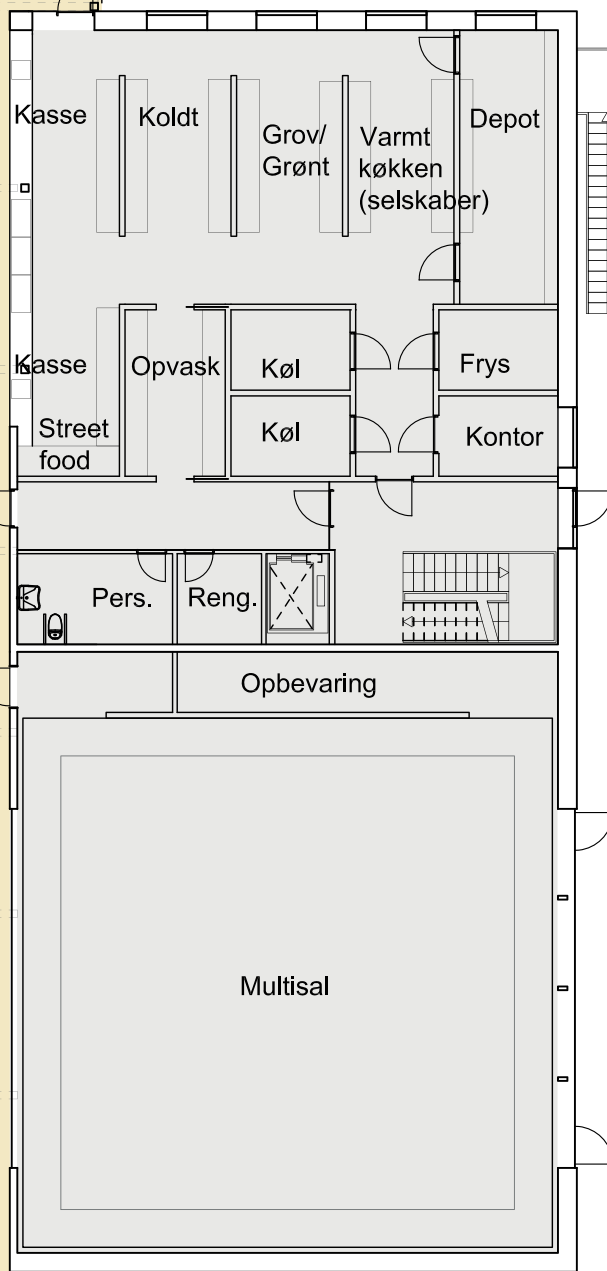 Kasse
Koldt
Grov/
Grønt
Varmt
køkken
(selskaber)
Depot
Kasse
Opvask
Køl
Frys
Street
food
Køl
Kontor
Pers.
Reng.
Opbevaring
Multisal